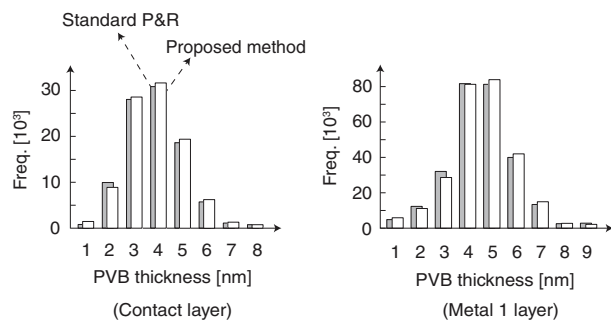 Standard P&R
Proposed method
Freq. [10³]
30
20
10
0
1 2 3 4 5 6 7 8
PVB thickness [nm]
(Contact layer)
Freq. [10³]
80
60
40
20
0
1 2 3 4 5 6 7 8 9
PVB thickness [nm]
(Metal 1 layer)